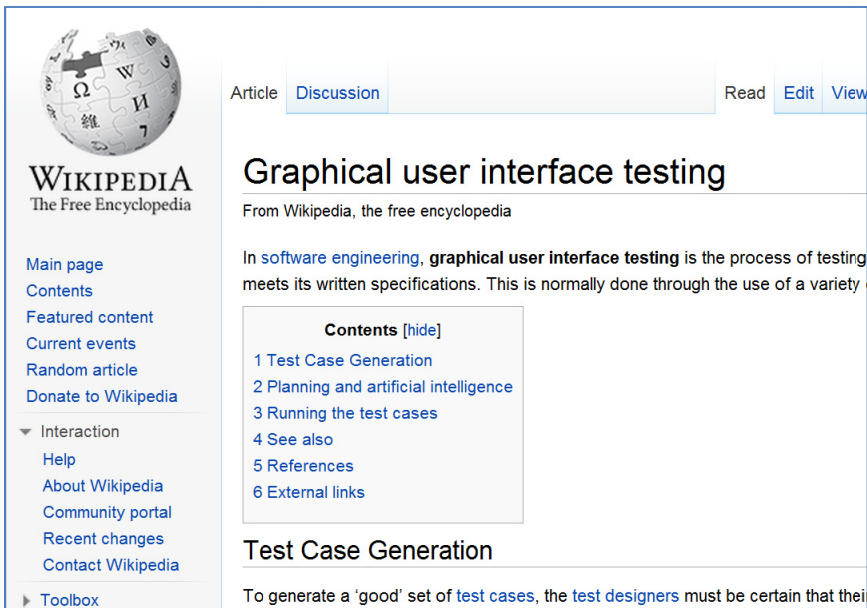 WIKIPEDIA
The Free Encyclopedia
Main page
Contents
Featured content
Current events
Random article
Donate to Wikipedia
Interaction
Help
About Wikipedia
Community portal
Recent changes
Contact Wikipedia
Toolbox
Article Discussion Read Edit View
Graphical user interface testing
From Wikipedia, the free encyclopedia
In software engineering, graphical user interface testing is the process of testing
meets its written specifications. This is normally done through the use of a variety
Contents [hide]
1 Test Case Generation
2 Planning and artificial intelligence
3 Running the test cases
4 See also
5 References
6 External links
Test Case Generation
To generate a ‘good’ set of test cases, the test designers must be certain that